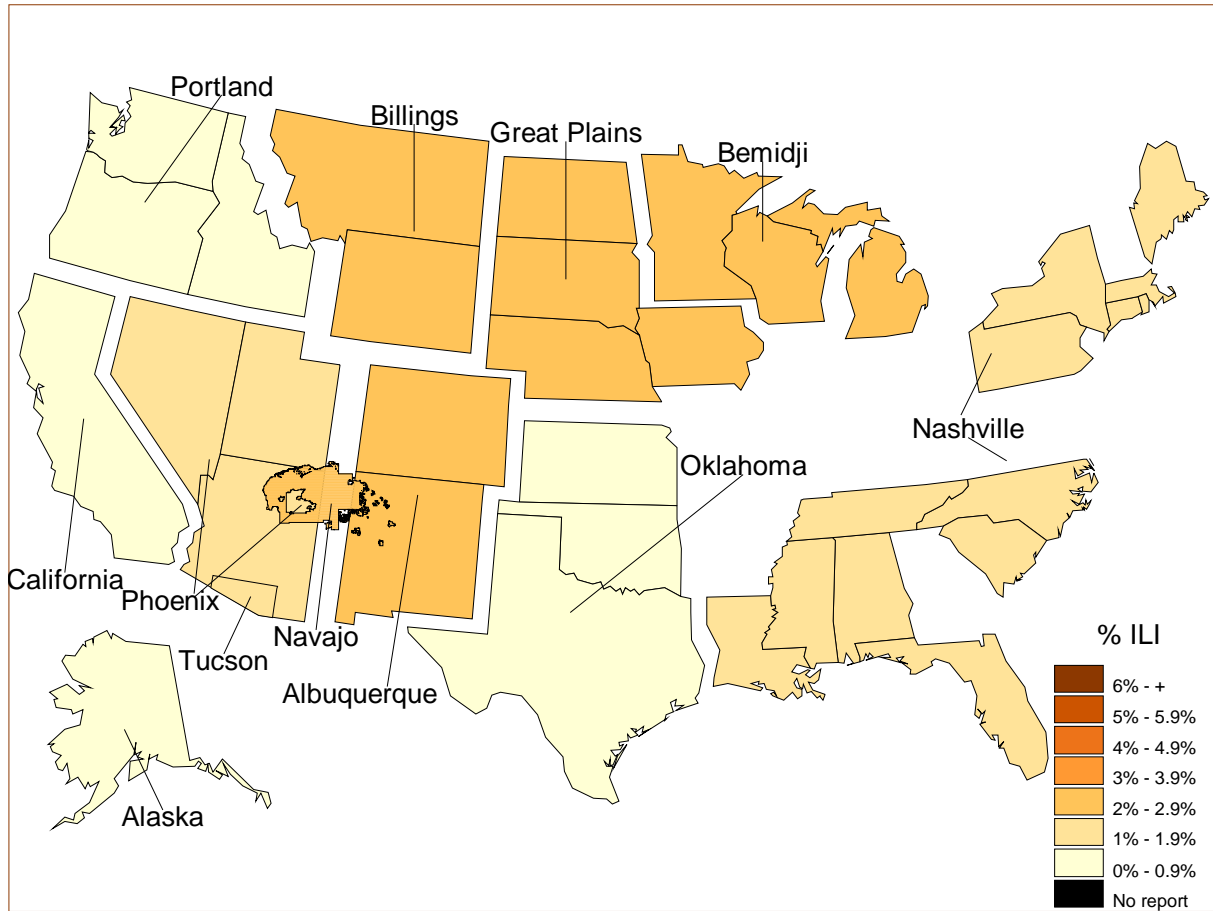 Portland
Billings
Great Plains
Bemidji
Nashville
Oklahoma
California
Phoenix
Navajo
Tucson
Albuquerque
Alaska
% ILI
6% - +
5% - 5.9%
4% - 4.9%
3% - 3.9%
2% - 2.9%
1% - 1.9%
0% - 0.9%
No report